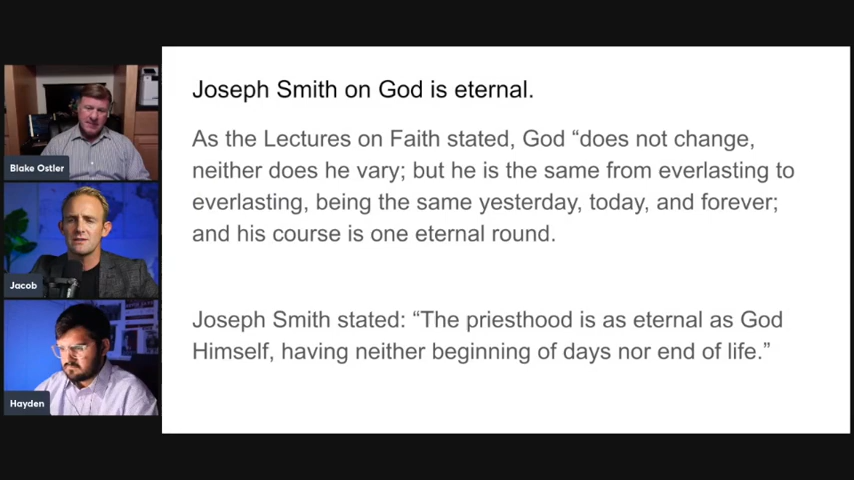 Joseph Smith on God is eternal.
As the Lectures on Faith stated, God “does not change,
neither does he vary; but he is the same from everlasting to
everlasting, being the same yesterday, today, and forever;
and his course is one eternal round.
Joseph Smith stated: “The priesthood is as eternal as God
Himself, having neither beginning of days nor end of life.”
Blake Ostler
Jacob
Hayden